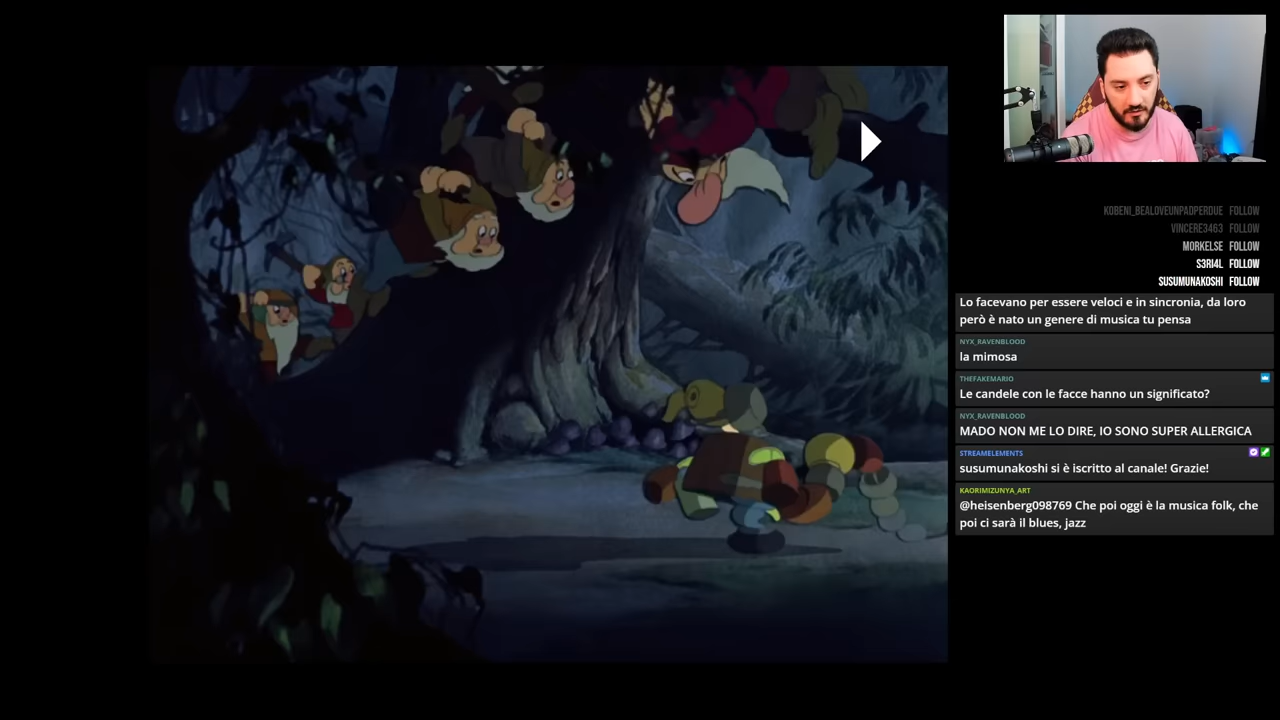 KOBENI_BEALOVEUNPADPERDUE FOLLOW
VINCERE3463 FOLLOW
MORKELSE FOLLOW
S3RI4L FOLLOW
SUSUMUNAKOSHI FOLLOW
Lo facevano per essere veloci e in sincronia, da loro
però è nato un genere di musica tu pensa
NYX_RAVENBLOOD
la mimosa
THEFAKEMARIO
Le candele con le facce hanno un significato?
NYX_RAVENBLOOD
MADO NON ME LO DIRE, IO SONO SUPER ALLERGICA
STREAMELEMENTS
susumunakoshi si è iscritto al canale! Grazie!
KAORIMIZUNYA_ART
@heisenberg098769 Che poi oggi è la musica folk, che
poi ci sarà il blues, jazz